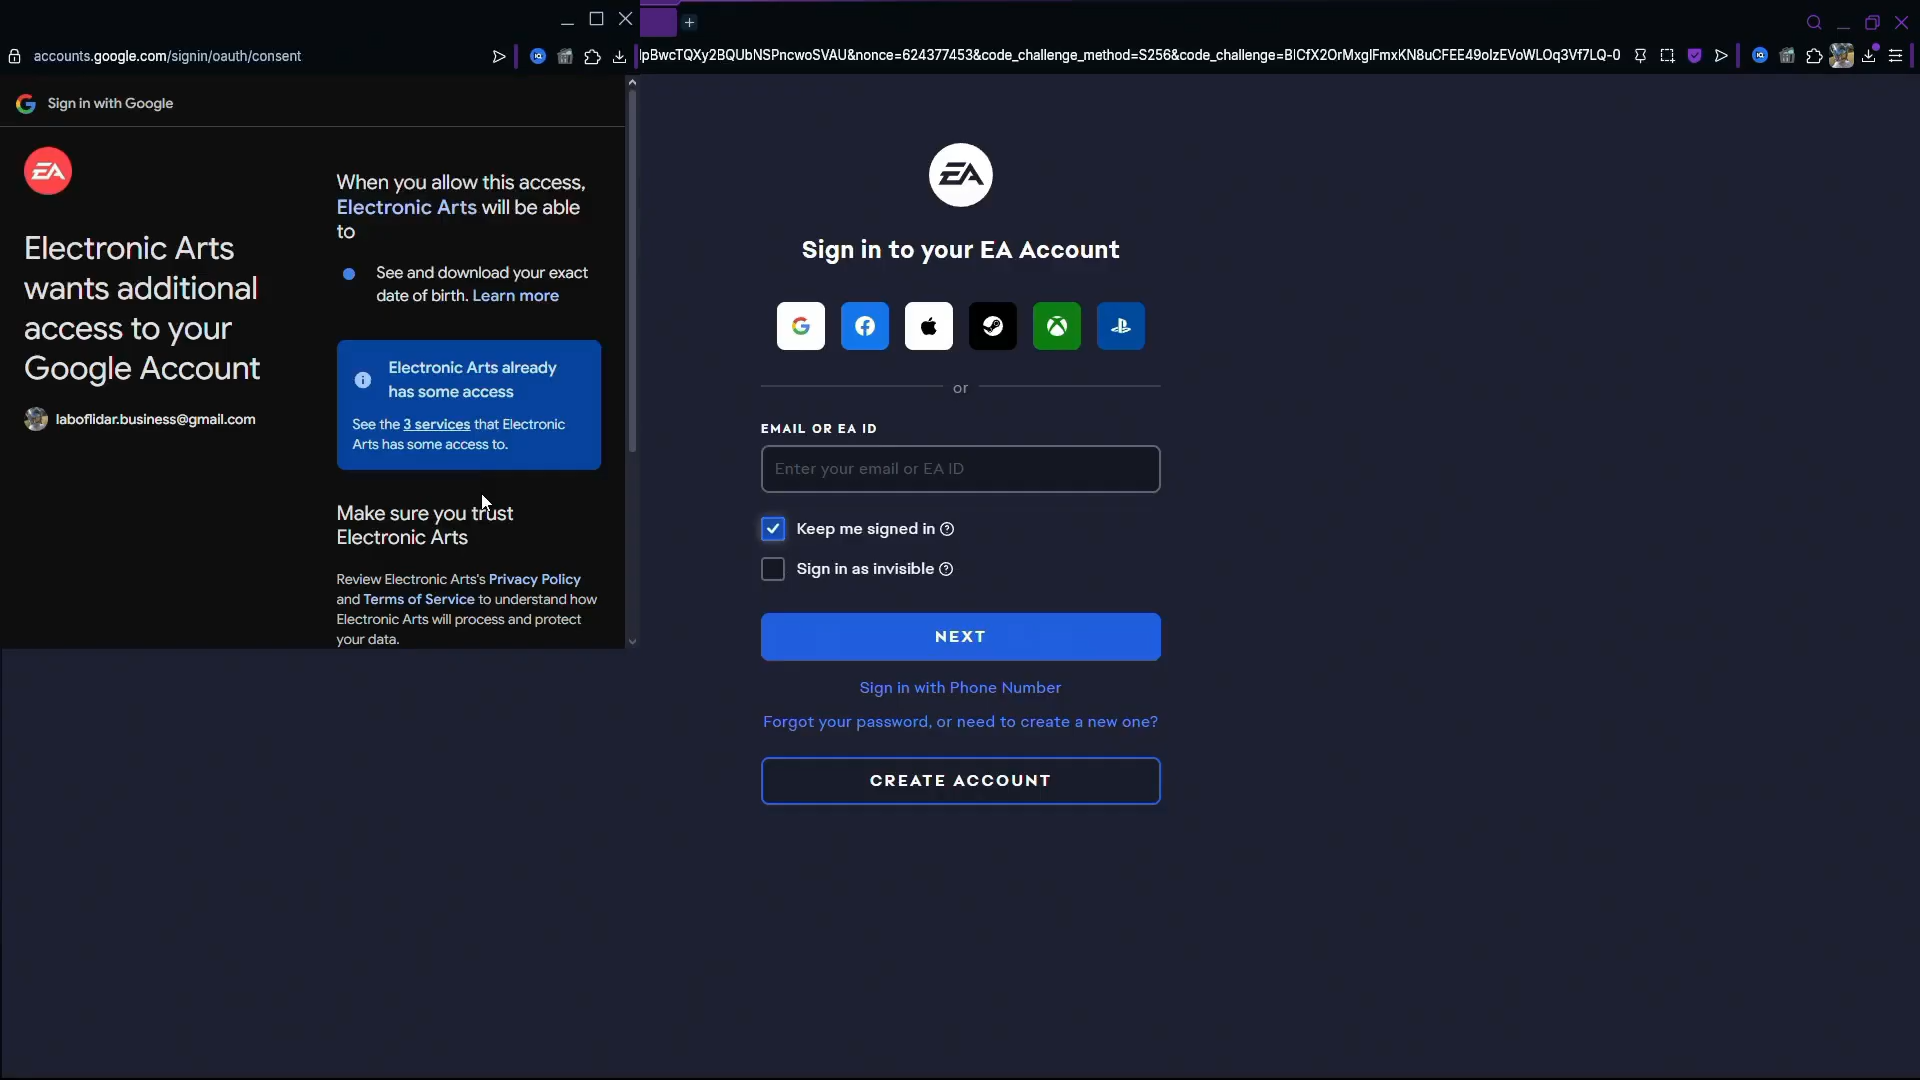 accounts.google.com/signin/oauth/consent
Sign in with Google
EA
Electronic Arts
wants additional
access to your
Google Account
laboflidar.business@gmail.com
When you allow this access,
Electronic Arts will be able
to
See and download your exact
date of birth. Learn more
Electronic Arts already
has some access
See the 3 services that Electronic
Arts has some access to.
Make sure you trust
Electronic Arts
Review Electronic Arts's Privacy Policy
and Terms of Service to understand how
Electronic Arts will process and protect
your data.
lpBwcTQXy2BQUbNSPncwoSVAU&nonce=624377453&code_challenge_method=S256&code_challenge=BICfX2OrMxgIFmxKN8uCFEE49olzEVoWLOq3Vf7LQ-0
EA
Sign in to your EA Account
or
EMAIL OR EA ID
Enter your email or EA ID
Keep me signed in
Sign in as invisible
NEXT
Sign in with Phone Number
Forgot your password, or need to create a new one?
CREATE ACCOUNT